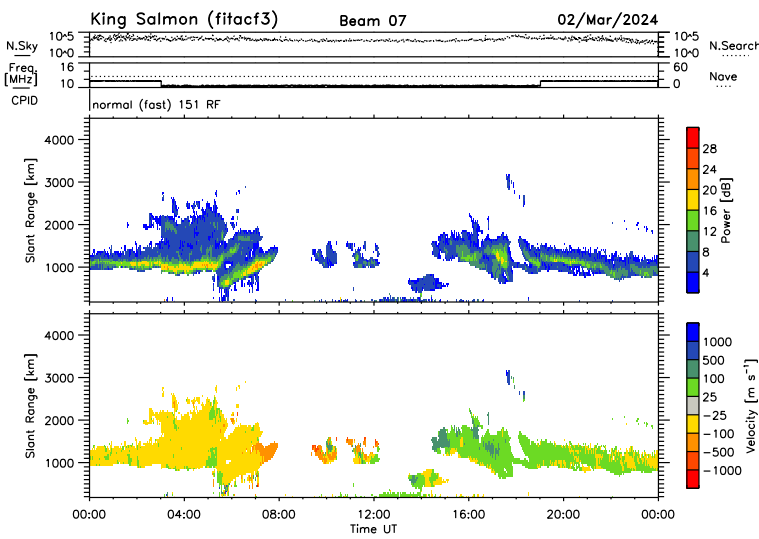 King Salmon (fitacf3) Beam 07 02/Mar/2024
10^5 10^5
N.Sky N.Search
10^0 10^0
Freq. 16 60
[MHz] Nave
10 0
CPID normal (fast) 151 RF
4000
3000
2000
1000
Slant Range [km]
28
24
20
16
12
8
4
Power [dB]
4000
3000
2000
1000
Slant Range [km]
1000
500
100
25
-25
-100
-500
-1000
Velocity [m s⁻¹]
00:00 04:00 08:00 12:00 16:00 20:00 00:00
Time UT